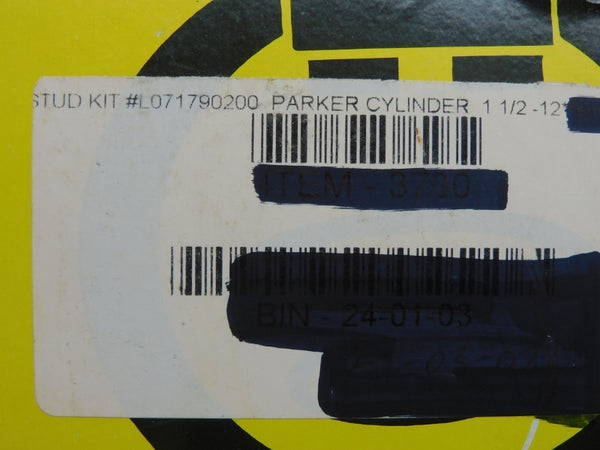 STUD KIT #L071790200 PARKER CYLINDER 1 1/2 -12"
ITEM - 3730
BIN - 24-01-03